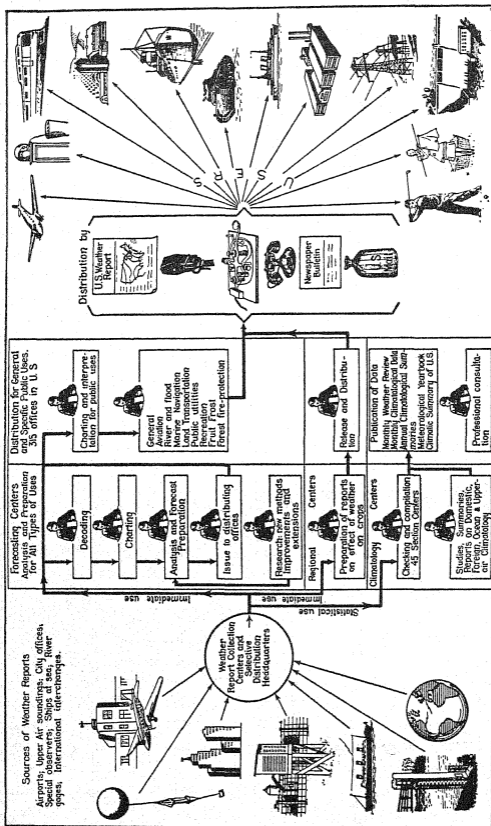 Sources of Weather Reports
Airports; Upper Air soundings; City offices;
Special observers; Ships at sea; River
gages; International interchanges.
Weather
Report Collection
Centers and
Selective
Distribution
Headquarters
Immediate use
Immediate use
Statistical use
Forecasting Centers
Analysis and Preparation
for All Types of Uses
Decoding
Charting
Analysis and Forecast
Preparation
Issue to distributing
offices
Research: new methods
Improvements and
extensions
Regional Centers
Preparation of reports
on effect of weather
on crops
Climatology Centers
Checking and compilation
45 Section Centers
Studies, Summaries,
Reports on Domestic,
Foreign, Ocean & Upper-
air Climatology
Distribution for General
and Specific Public Uses.
315 offices in U S
Charting and interpre-
tation for public uses
General
Aviation
River and flood
Marine Navigation
Land Transportation
Public utilities
Recreation
Fruit Frost
Forest fire-protection
Release and Distribu-
tion
Publication of Data
Monthly Weather Review
Monthly Climatological Data
Annual Climatological Sum-
maries
Meteorological Yearbook
Climatic Summary of U.S.
Professional consulta-
tion
Distribution by
U.S. Weather
Report
Newspaper
Bulletin
U.S.
Mail
USERS